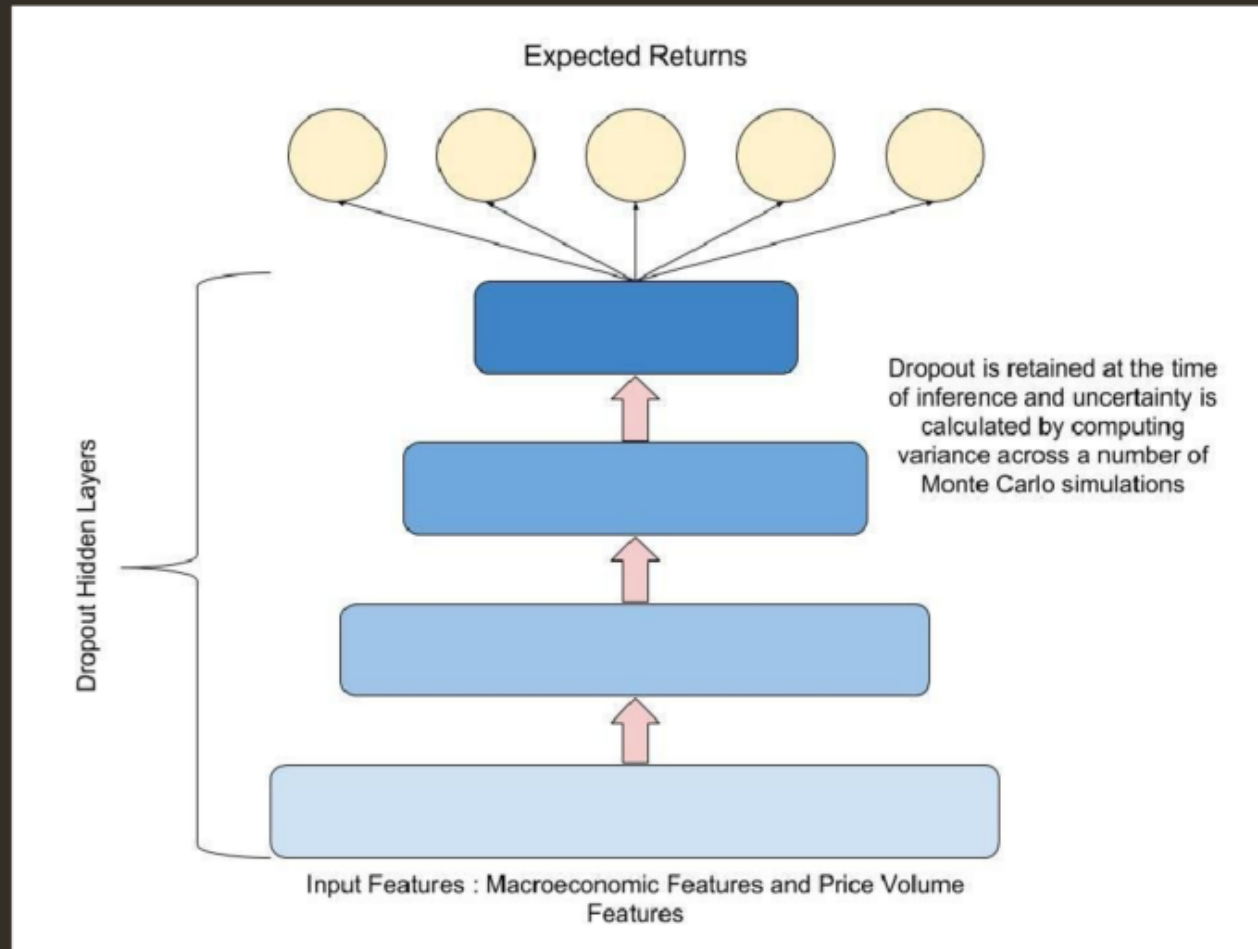 Expected Returns
Dropout is retained at the time
of inference and uncertainty is
calculated by computing
variance across a number of
Monte Carlo simulations
Dropout Hidden Layers
Input Features : Macroeconomic Features and Price Volume
Features